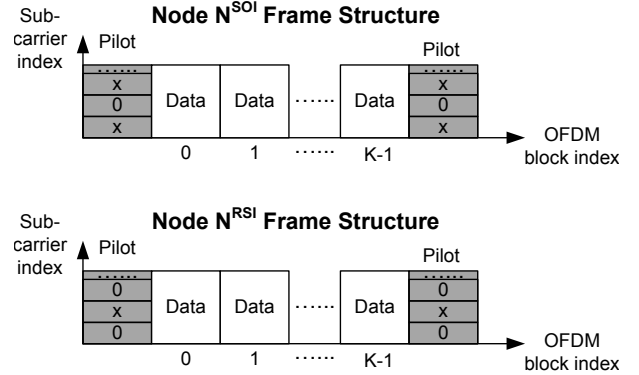 Node N^SOI Frame Structure
Sub-
carrier
index
Pilot
Pilot
......
x
0
x
Data
Data
......
Data
......
x
0
x
0
1
......
K-1
OFDM
block index
Node N^RSI Frame Structure
Sub-
carrier
index
Pilot
Pilot
......
0
x
0
Data
Data
......
Data
......
0
x
0
0
1
......
K-1
OFDM
block index